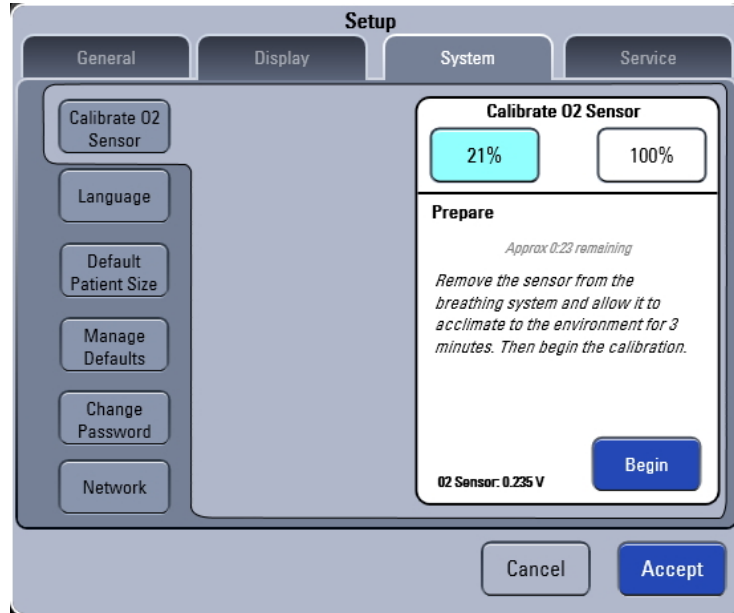 Setup
General
Display
System
Service
Calibrate O2
Sensor
Language
Default
Patient Size
Manage
Defaults
Change
Password
Network
Calibrate O2 Sensor
21%
100%
Prepare
Approx 0:23 remaining
Remove the sensor from the
breathing system and allow it to
acclimate to the environment for 3
minutes. Then begin the calibration.
O2 Sensor: 0.235 V
Begin
Cancel
Accept